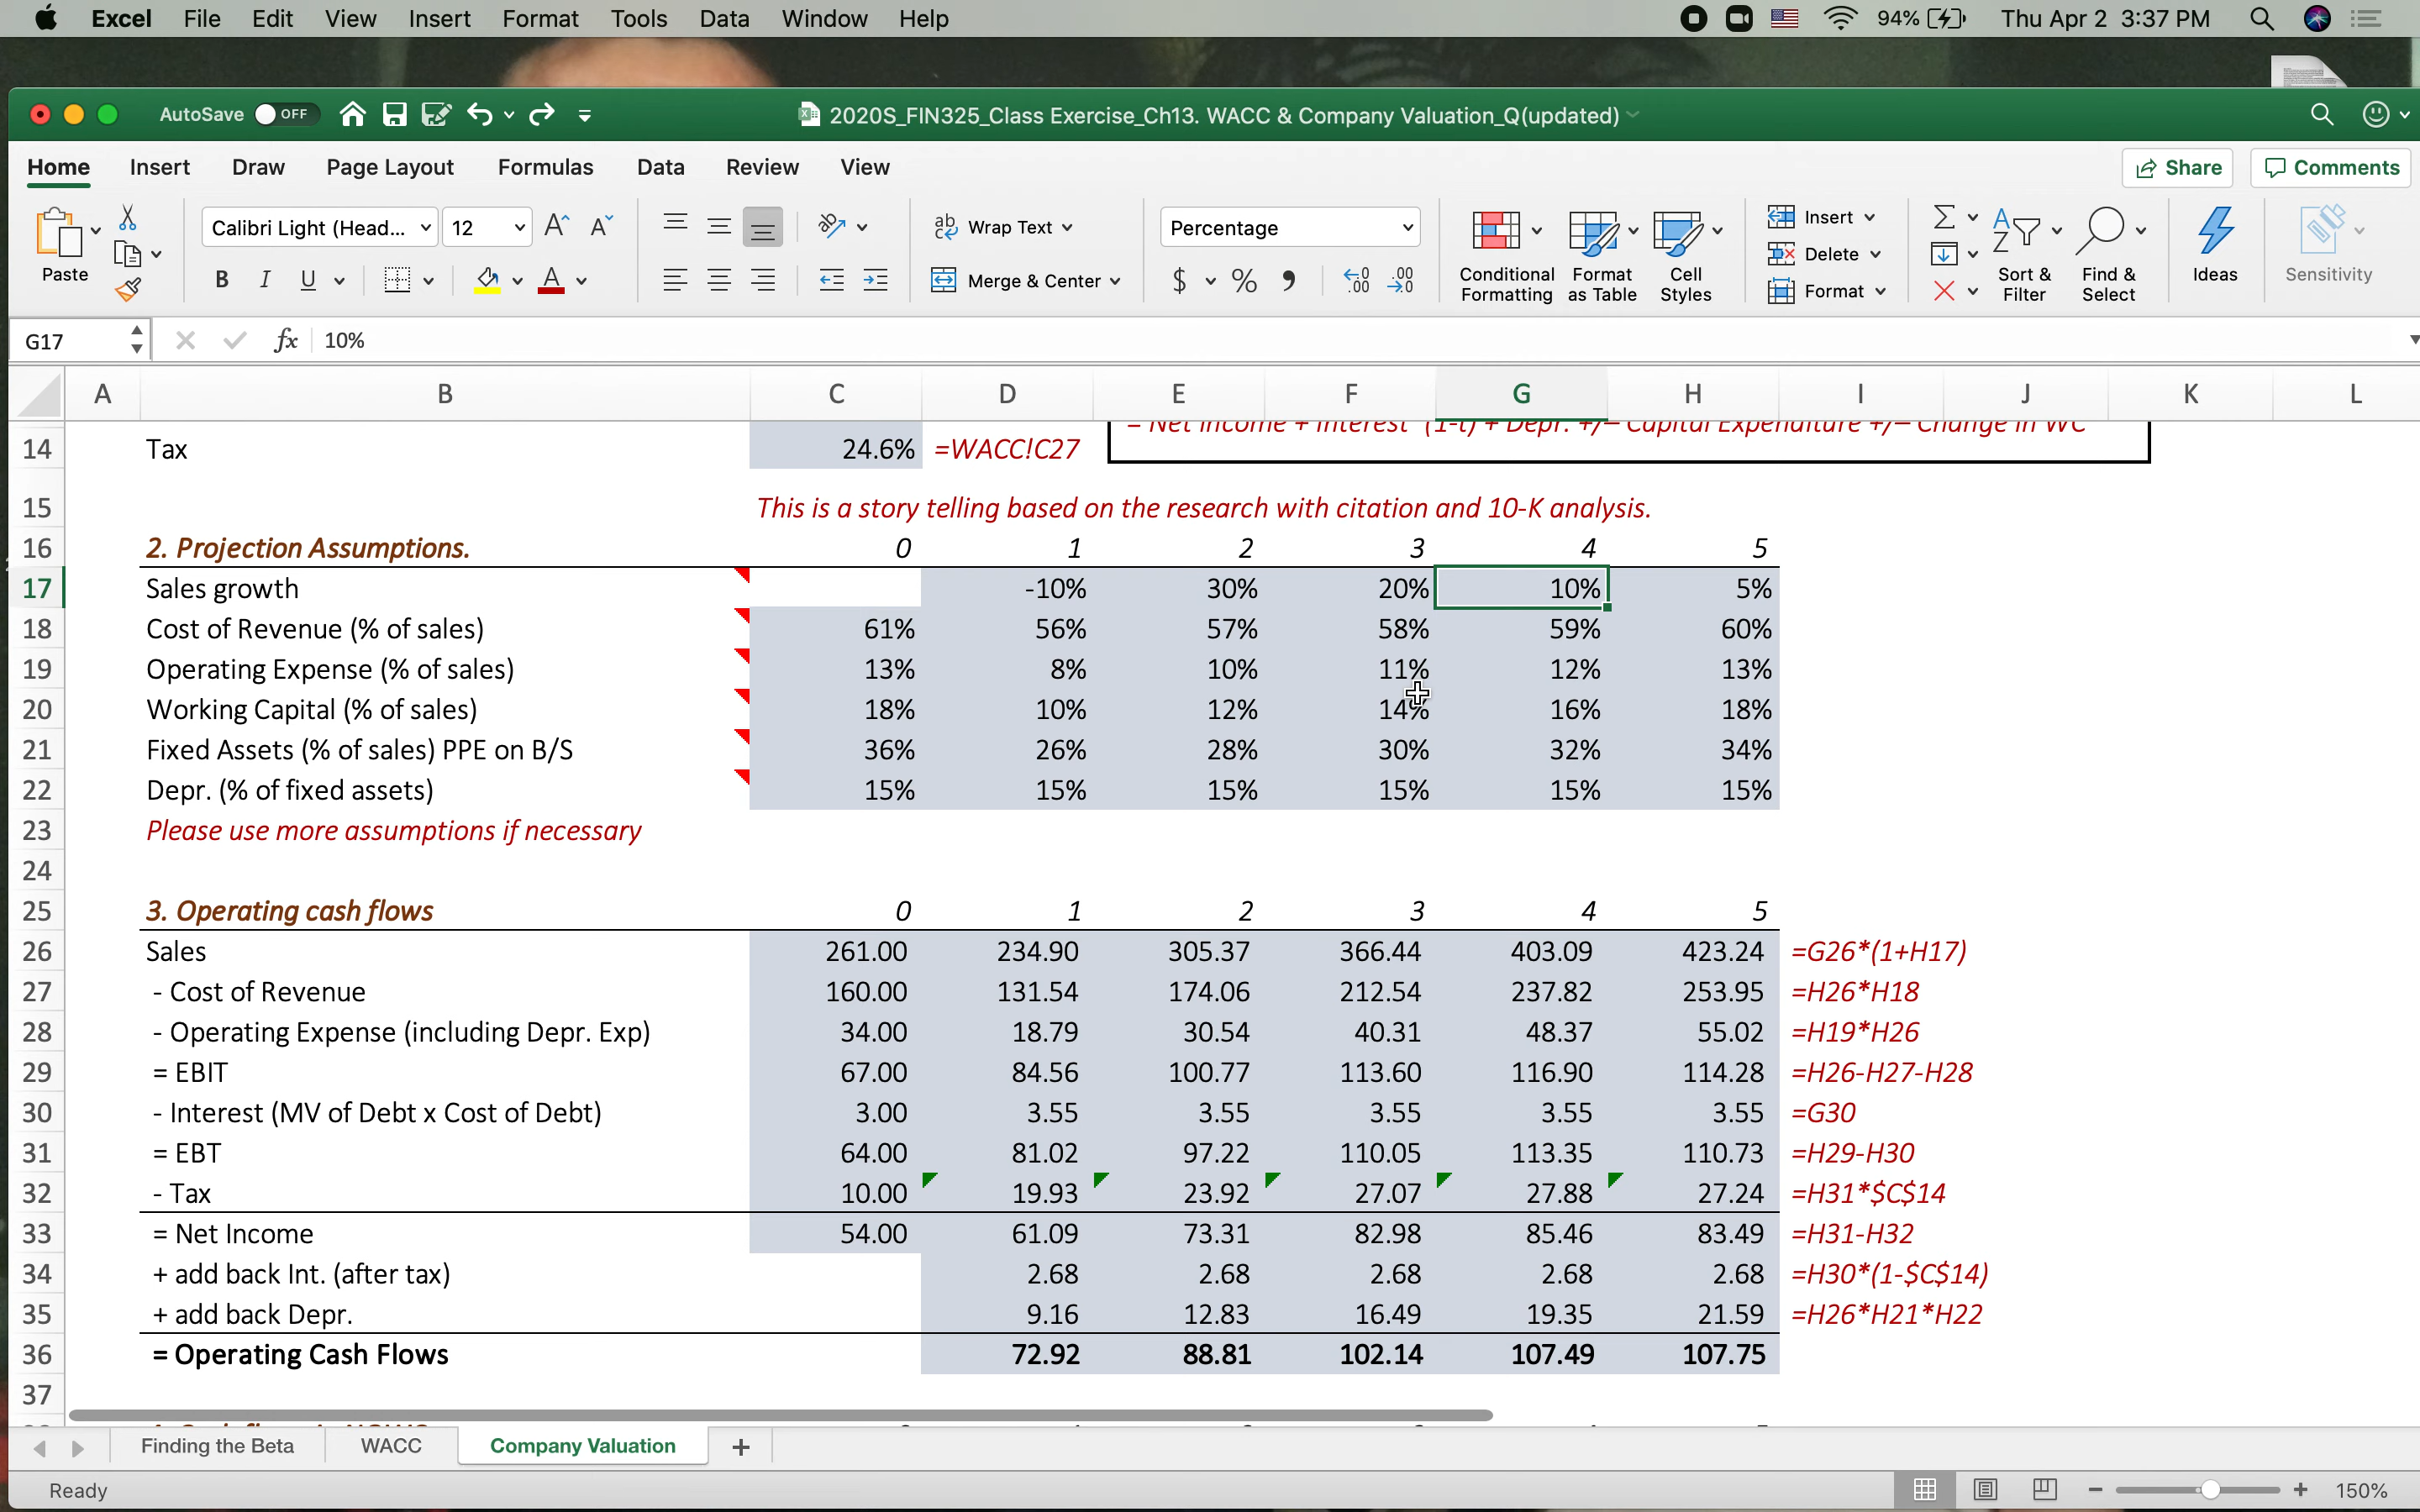 Excel File Edit View Insert Format Tools Data Window Help 94% Thu Apr 2 3:37 PM
AutoSave OFF 2020S_FIN325_Class Exercise_Ch13. WACC & Company Valuation_Q(updated)
Home Insert Draw Page Layout Formulas Data Review View Share Comments
Paste Calibri Light (Head... 12 Wrap Text Percentage Conditional Formatting Format as Table Cell Styles Insert Delete Format Sort & Filter Find & Select Ideas Sensitivity
B I U A Merge & Center $ % 
G17 fx 10%
A B C D E F G H I J K L
= Net Income + Interest*(1-t) + Depr. +/− Capital Expenditure +/− Change in WC
14 Tax 24.6% =WACC!C27
15 This is a story telling based on the research with citation and 10-K analysis.
16 2. Projection Assumptions. 0 1 2 3 4 5
17 Sales growth -10% 30% 20% 10% 5%
18 Cost of Revenue (% of sales) 61% 56% 57% 58% 59% 60%
19 Operating Expense (% of sales) 13% 8% 10% 11% 12% 13%
20 Working Capital (% of sales) 18% 10% 12% 14% 16% 18%
21 Fixed Assets (% of sales) PPE on B/S 36% 26% 28% 30% 32% 34%
22 Depr. (% of fixed assets) 15% 15% 15% 15% 15% 15%
23 Please use more assumptions if necessary
24
25 3. Operating cash flows 0 1 2 3 4 5
26 Sales 261.00 234.90 305.37 366.44 403.09 423.24 =G26*(1+H17)
27 - Cost of Revenue 160.00 131.54 174.06 212.54 237.82 253.95 =H26*H18
28 - Operating Expense (including Depr. Exp) 34.00 18.79 30.54 40.31 48.37 55.02 =H19*H26
29 = EBIT 67.00 84.56 100.77 113.60 116.90 114.28 =H26-H27-H28
30 - Interest (MV of Debt x Cost of Debt) 3.00 3.55 3.55 3.55 3.55 3.55 =G30
31 = EBT 64.00 81.02 97.22 110.05 113.35 110.73 =H29-H30
32 - Tax 10.00 19.93 23.92 27.07 27.88 27.24 =H31*$C$14
33 = Net Income 54.00 61.09 73.31 82.98 85.46 83.49 =H31-H32
34 + add back Int. (after tax) 2.68 2.68 2.68 2.68 2.68 =H30*(1-$C$14)
35 + add back Depr. 9.16 12.83 16.49 19.35 21.59 =H26*H21*H22
36 = Operating Cash Flows 72.92 88.81 102.14 107.49 107.75
37
Finding the Beta WACC Company Valuation +
Ready 150%